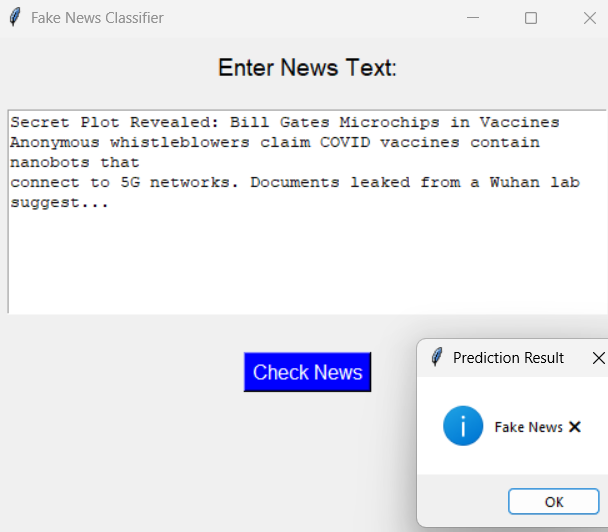 Fake News Classifier
Enter News Text:
Secret Plot Revealed: Bill Gates Microchips in Vaccines
Anonymous whistleblowers claim COVID vaccines contain
nanobots that
connect to 5G networks. Documents leaked from a Wuhan lab
suggest...
Check News
Prediction Result
Fake News ❌
OK